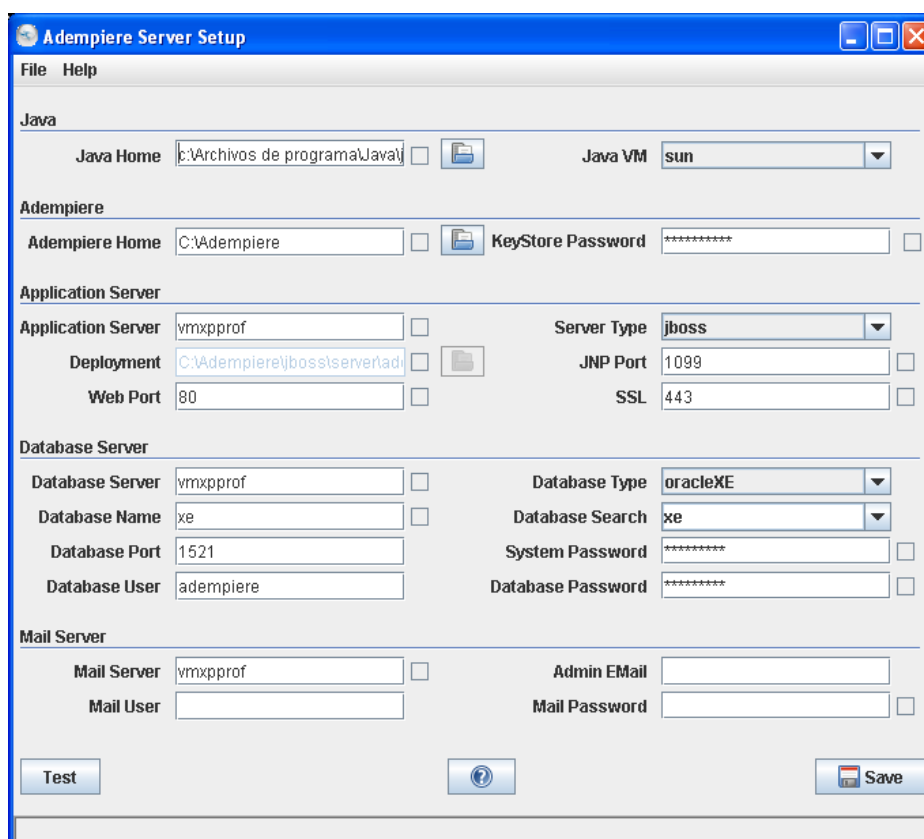 Adempiere Server Setup
File Help
Java
Java Home c:\Archivos de programa\Java\j Java VM sun
Adempiere
Adempiere Home C:\Adempiere KeyStore Password **********
Application Server
Application Server vmxpprof Server Type jboss
Deployment C:\Adempiere\jboss\server\ade JNP Port 1099
Web Port 80 SSL 443
Database Server
Database Server vmxpprof Database Type oracleXE
Database Name xe Database Search xe
Database Port 1521 System Password *********
Database User adempiere Database Password *********
Mail Server
Mail Server vmxpprof Admin EMail
Mail User Mail Password
Test ? Save